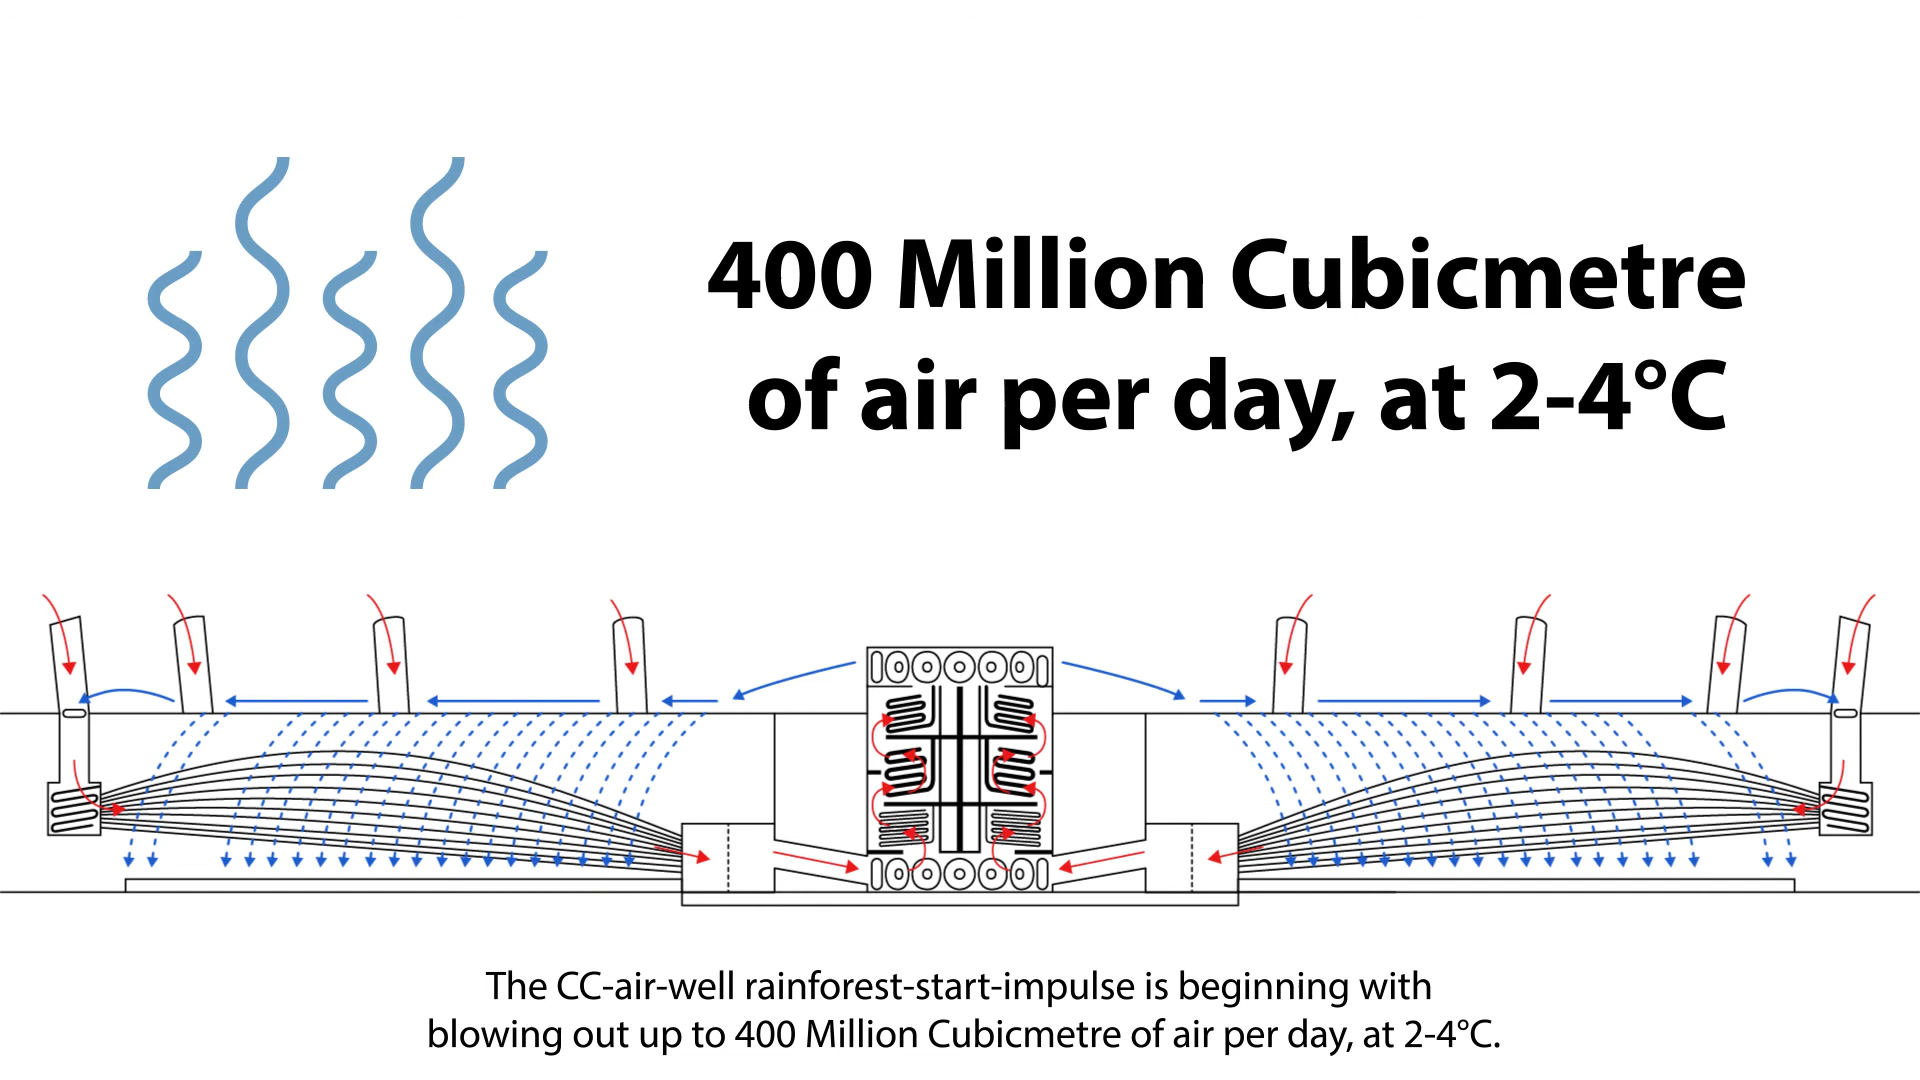 400 Million Cubicmetre
of air per day, at 2-4°C
The CC-air-well rainforest-start-impulse is beginning with
blowing out up to 400 Million Cubicmetre of air per day, at 2-4°C.